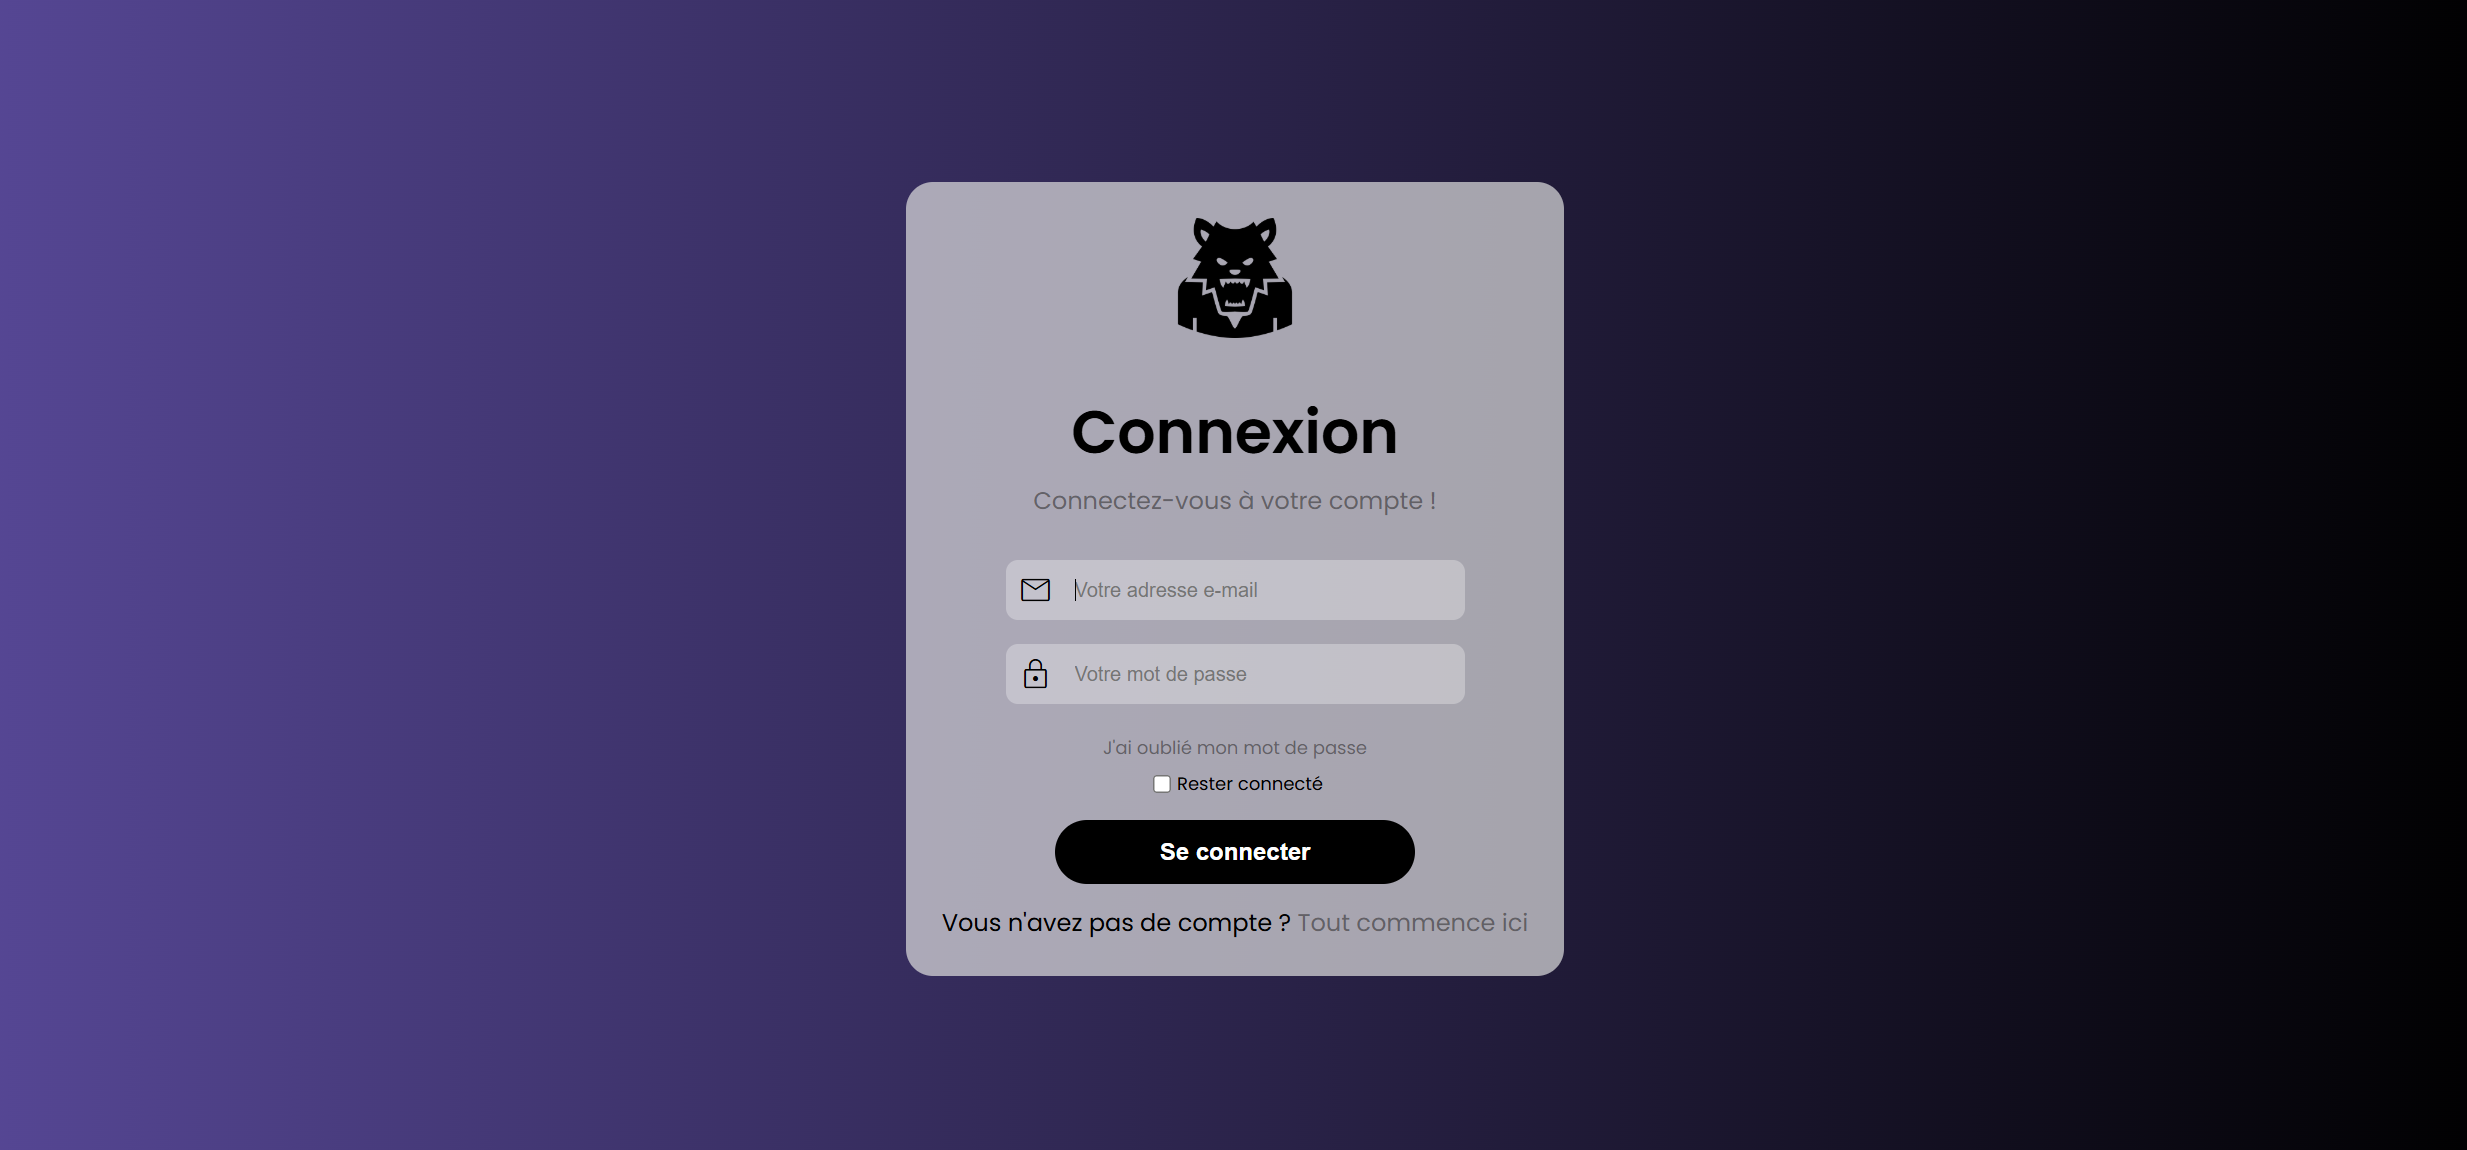 Connexion
Connectez-vous à votre compte !
Votre adresse e-mail
Votre mot de passe
J'ai oublié mon mot de passe
Rester connecté
Se connecter
Vous n'avez pas de compte ? Tout commence ici